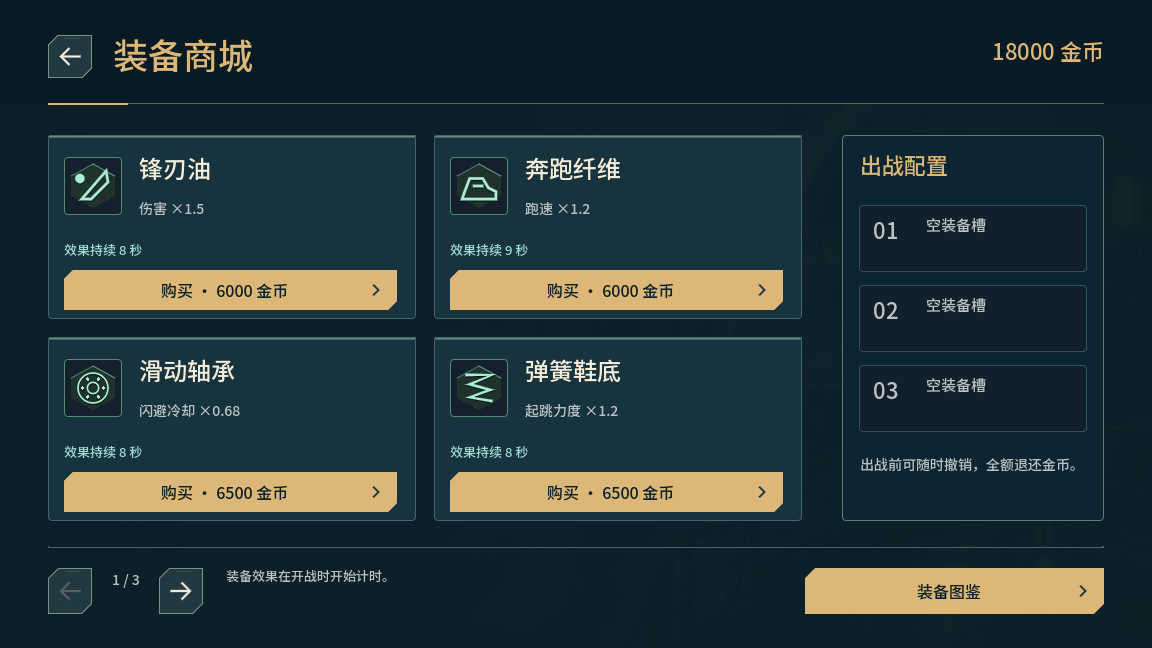 装备商城
18000 金币
锋刃油
伤害 ×1.5
效果持续 8 秒
购买 · 6000 金币
奔跑纤维
跑速 ×1.2
效果持续 9 秒
购买 · 6000 金币
滑动轴承
闪避冷却 ×0.68
效果持续 8 秒
购买 · 6500 金币
弹簧鞋底
起跳力度 ×1.2
效果持续 8 秒
购买 · 6500 金币
出战配置
01 空装备槽
02 空装备槽
03 空装备槽
出战前可随时撤销，全额退还金币。
1 / 3
装备效果在开战时开始计时。
装备图鉴